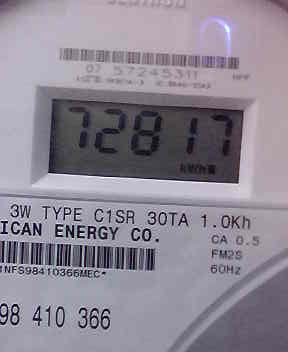 07 57245311
72817
kWh
3W TYPE C1SR 30TA 1.0Kh
ICAN ENERGY CO.
CA 0.5
FM2S
60Hz
1NFS98410366MEC*
98 410 366